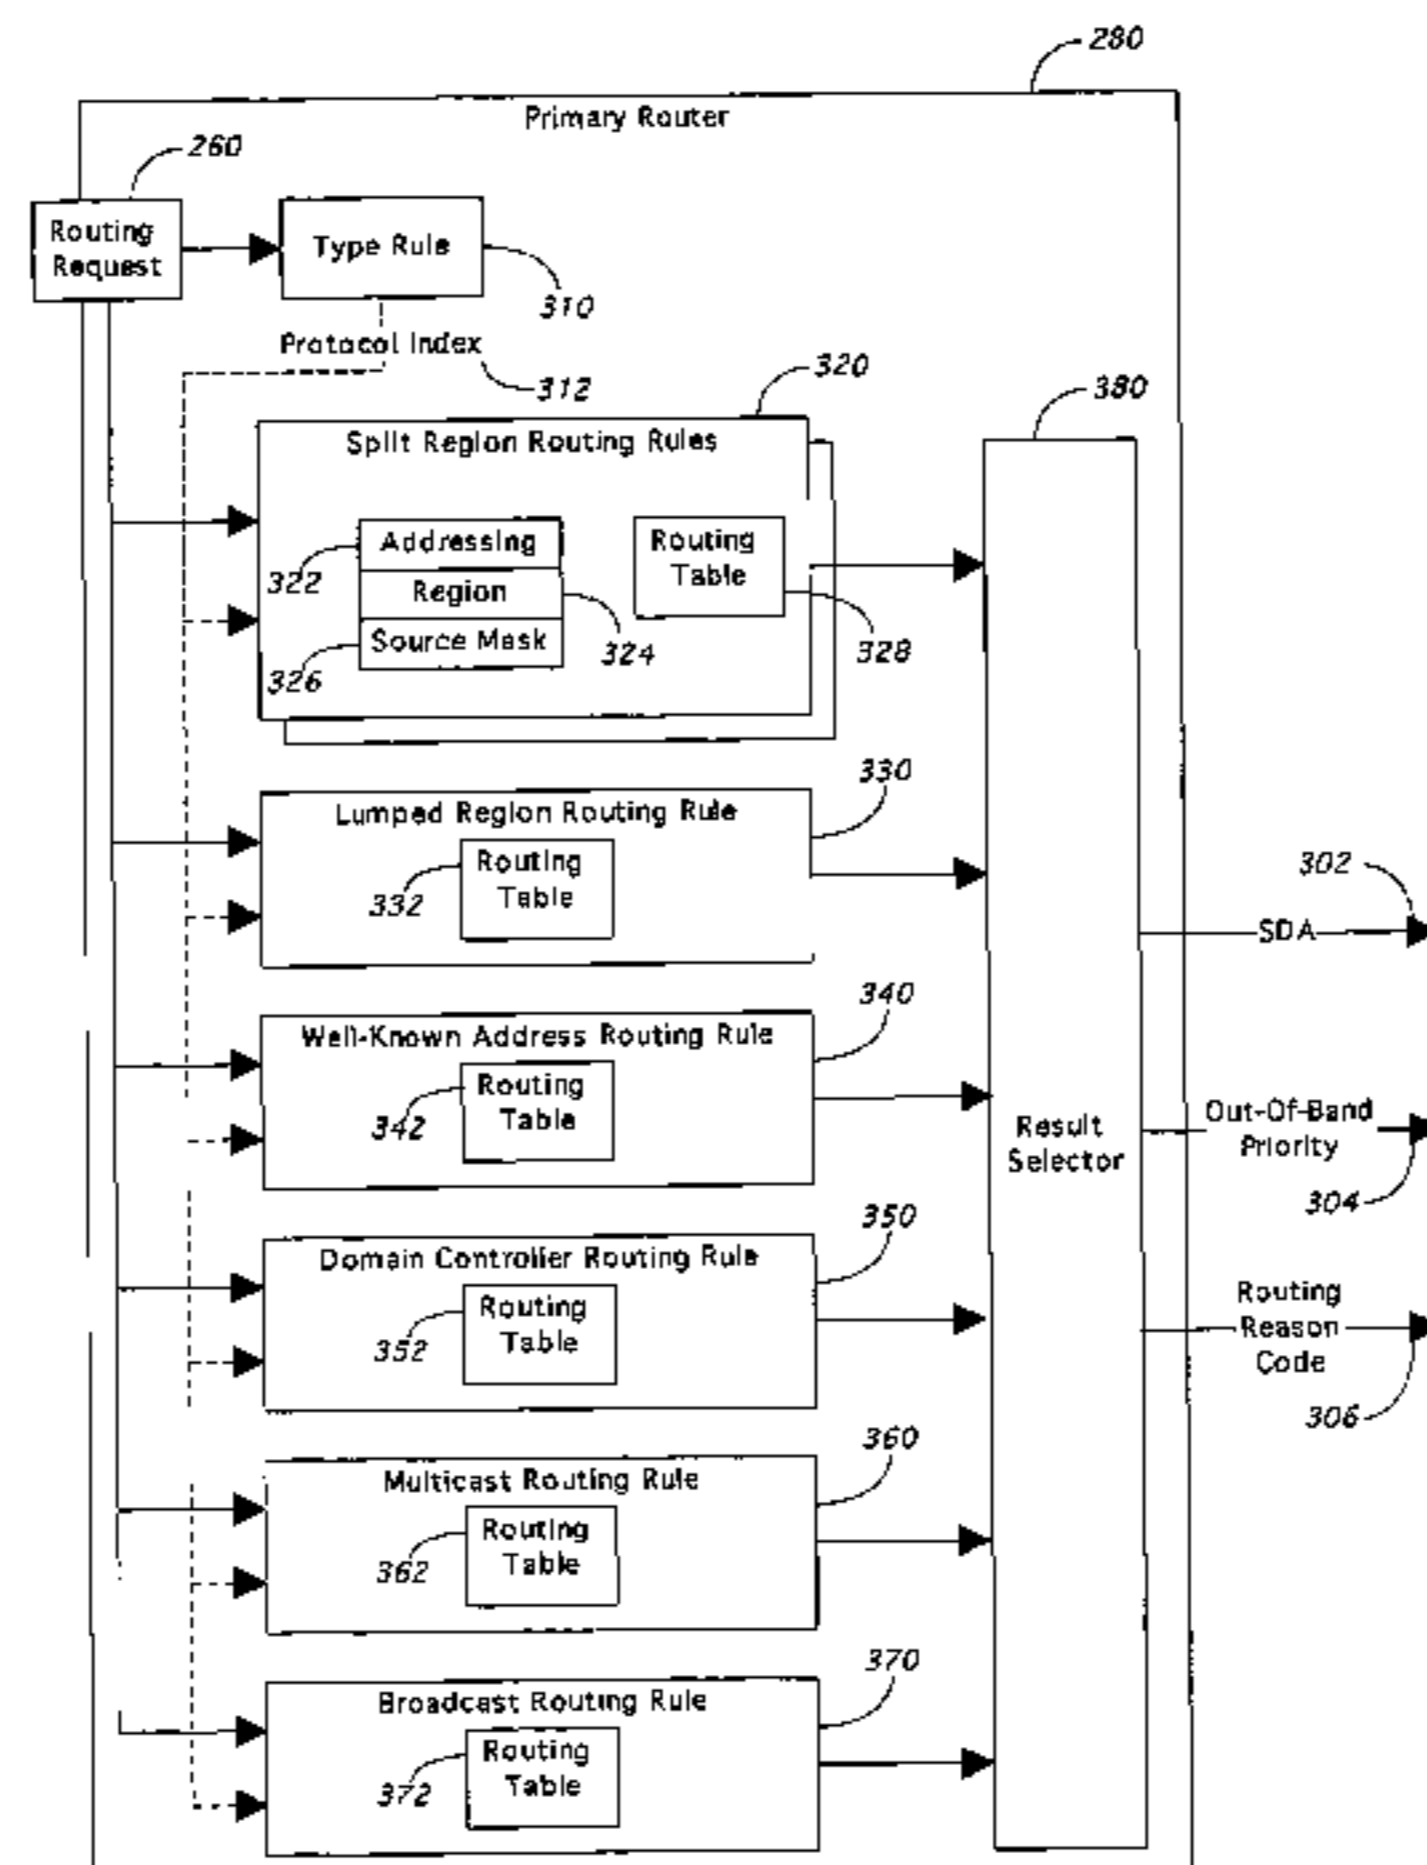 280
Primary Router
260
Routing
Request
Type Rule
310
Protocol Index
312
320
380
Split Region Routing Rules
Addressing
322
Region
324
Source Mask
326
Routing
Table
328
330
Lumped Region Routing Rule
Routing
Table
332
302
SDA
340
Well-Known Address Routing Rule
Routing
Table
342
Result
Selector
Out-Of-Band
Priority
304
350
Domain Controller Routing Rule
Routing
Table
352
Routing
Reason
Code
306
360
Multicast Routing Rule
Routing
Table
362
370
Broadcast Routing Rule
Routing
Table
372